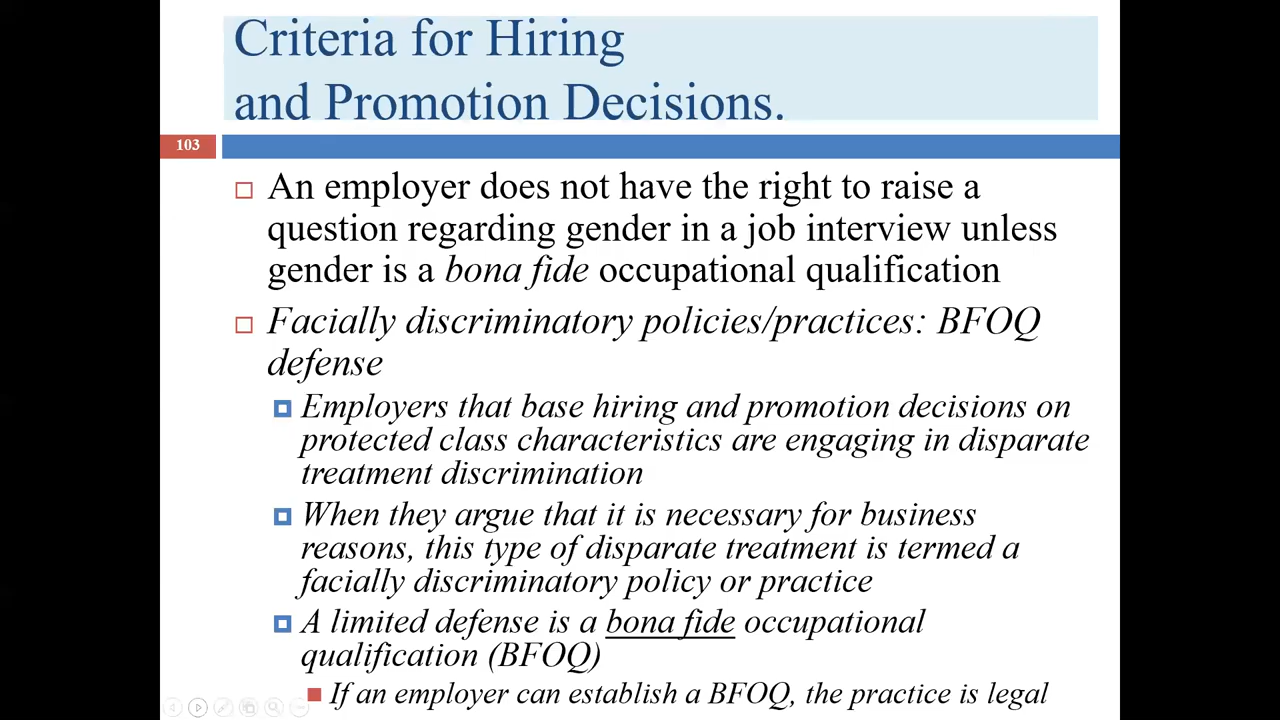 Criteria for Hiring
and Promotion Decisions.
103
An employer does not have the right to raise a
question regarding gender in a job interview unless
gender is a bona fide occupational qualification
Facially discriminatory policies/practices: BFOQ
defense
Employers that base hiring and promotion decisions on
protected class characteristics are engaging in disparate
treatment discrimination
When they argue that it is necessary for business
reasons, this type of disparate treatment is termed a
facially discriminatory policy or practice
A limited defense is a bona fide occupational
qualification (BFOQ)
If an employer can establish a BFOQ, the practice is legal